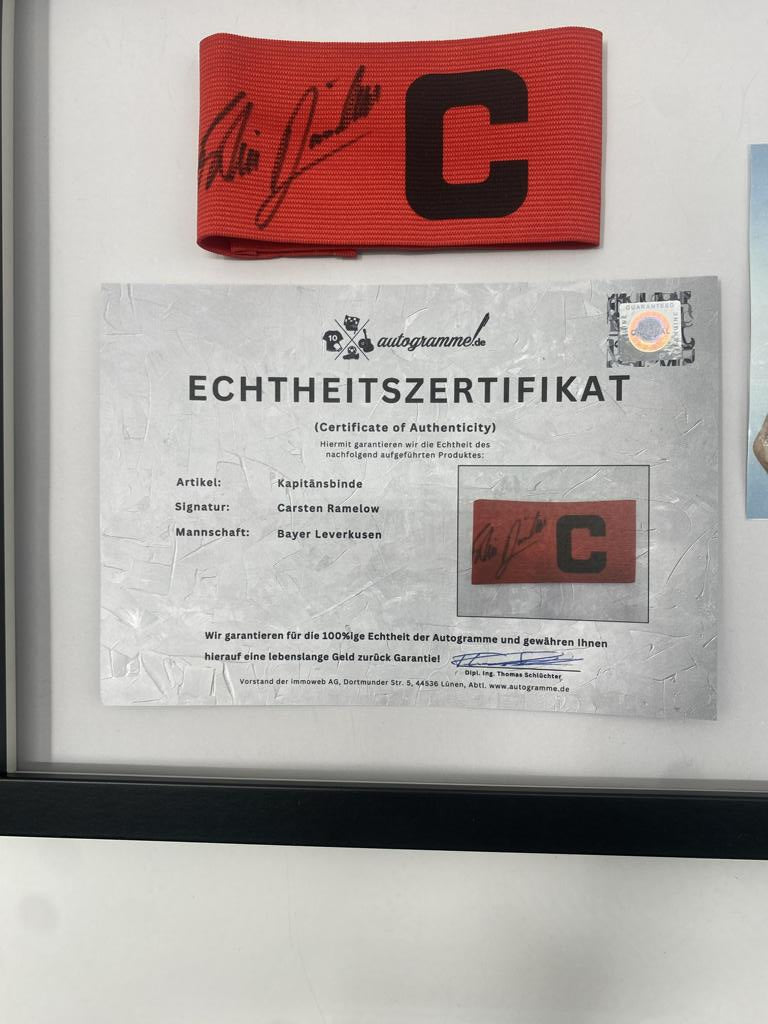 C
10
autogramme.de
GUARANTEED
ECHTHEITSZERTIFIKAT
(Certificate of Authenticity)
Hiermit garantieren wir die Echtheit des
nachfolgend aufgeführten Produktes:
Artikel: Kapitänsbinde
Signatur: Carsten Ramelow
Mannschaft: Bayer Leverkusen
C
Wir garantieren für die 100%ige Echtheit der Autogramme und gewähren Ihnen
hierauf eine lebenslange Geld zurück Garantie!
Dipl. Ing. Thomas Schlüchter
Vorstand der immoweb AG, Dortmunder Str. 5, 44536 Lünen, Abtl. www.autogramme.de